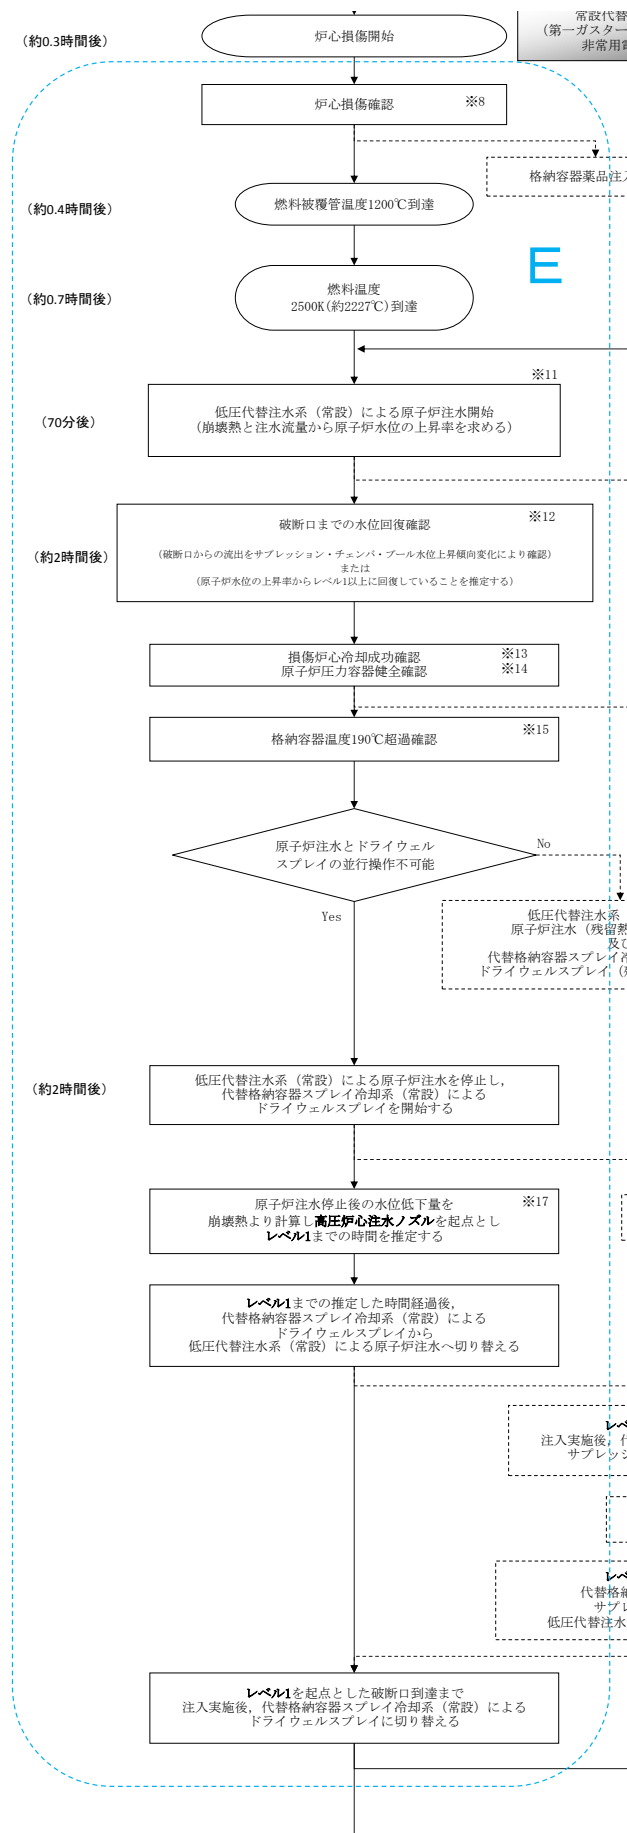 常設代替
(第一ガスター
非常用電
(約0.3時間後)
炉心損傷開始
炉心損傷確認
※8
格納容器薬品注入
(約0.4時間後)
燃料被覆管温度1200℃到達
E
(約0.7時間後)
燃料温度
2500K(約2227℃)到達
※11
(70分後)
低圧代替注水系(常設)による原子炉注水開始
(崩壊熱と注水流量から原子炉水位の上昇率を求める)
※12
破断口までの水位回復確認
(約2時間後)
(破断口からの流出をサプレッション・チェンバ・プール水位上昇傾向変化により確認)
または
(原子炉水位の上昇率からレベル1以上に回復していることを推定する)
損傷炉心冷却成功確認 ※13
原子炉圧力容器健全確認 ※14
※15
格納容器温度190℃超過確認
原子炉注水とドライウェル
スプレイの並行操作不可能
No
Yes
低圧代替注水系
原子炉注水(残留熱
及び
代替格納容器スプレイ冷
ドライウェルスプレイ(残
(約2時間後)
低圧代替注水系(常設)による原子炉注水を停止し,
代替格納容器スプレイ冷却系(常設)による
ドライウェルスプレイを開始する
※17
原子炉注水停止後の水位低下量を
崩壊熱より計算し高圧炉心注水ノズルを起点とし
レベル1までの時間を推定する
レベル1までの推定した時間経過後,
代替格納容器スプレイ冷却系(常設)による
ドライウェルスプレイから
低圧代替注水系(常設)による原子炉注水へ切り替える
レベ
注入実施後,代
サプレッシ
レベ
代替格納
サプレ
低圧代替注水
レベル1を起点とした破断口到達まで
注入実施後,代替格納容器スプレイ冷却系(常設)による
ドライウェルスプレイに切り替える